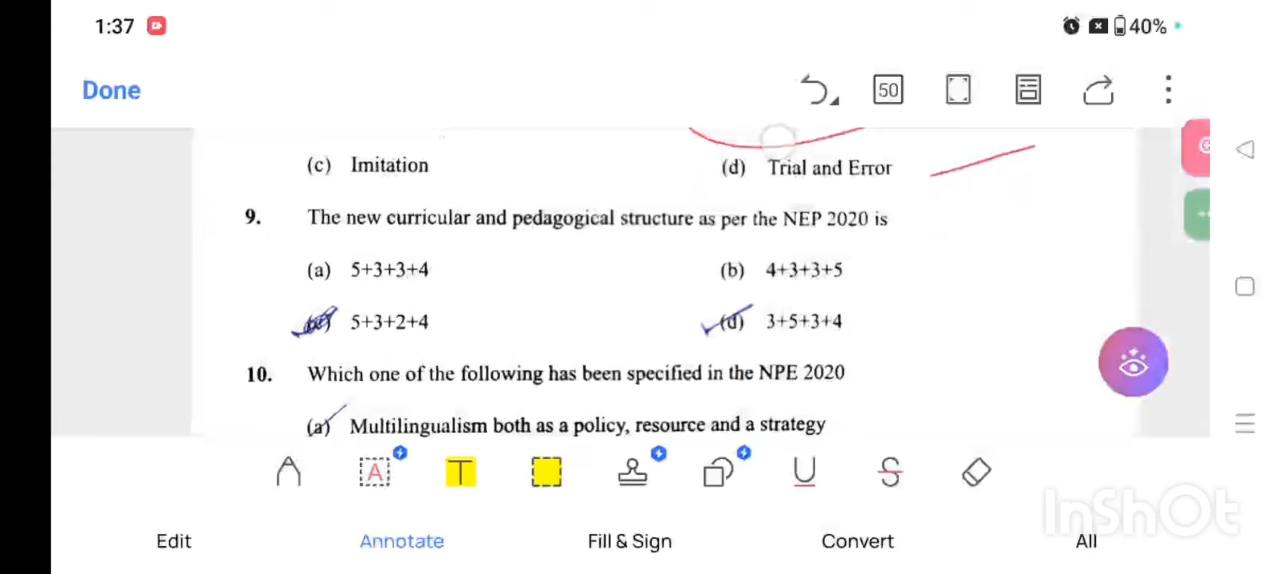 1:37 40%
Done 50
(c) Imitation (d) Trial and Error
9. The new curricular and pedagogical structure as per the NEP 2020 is
(a) 5+3+3+4 (b) 4+3+3+5
5+3+2+4 (d) 3+5+3+4
10. Which one of the following has been specified in the NPE 2020
(a) Multilingualism both as a policy, resource and a strategy
A T U S
InShOt
Edit Annotate Fill & Sign Convert All